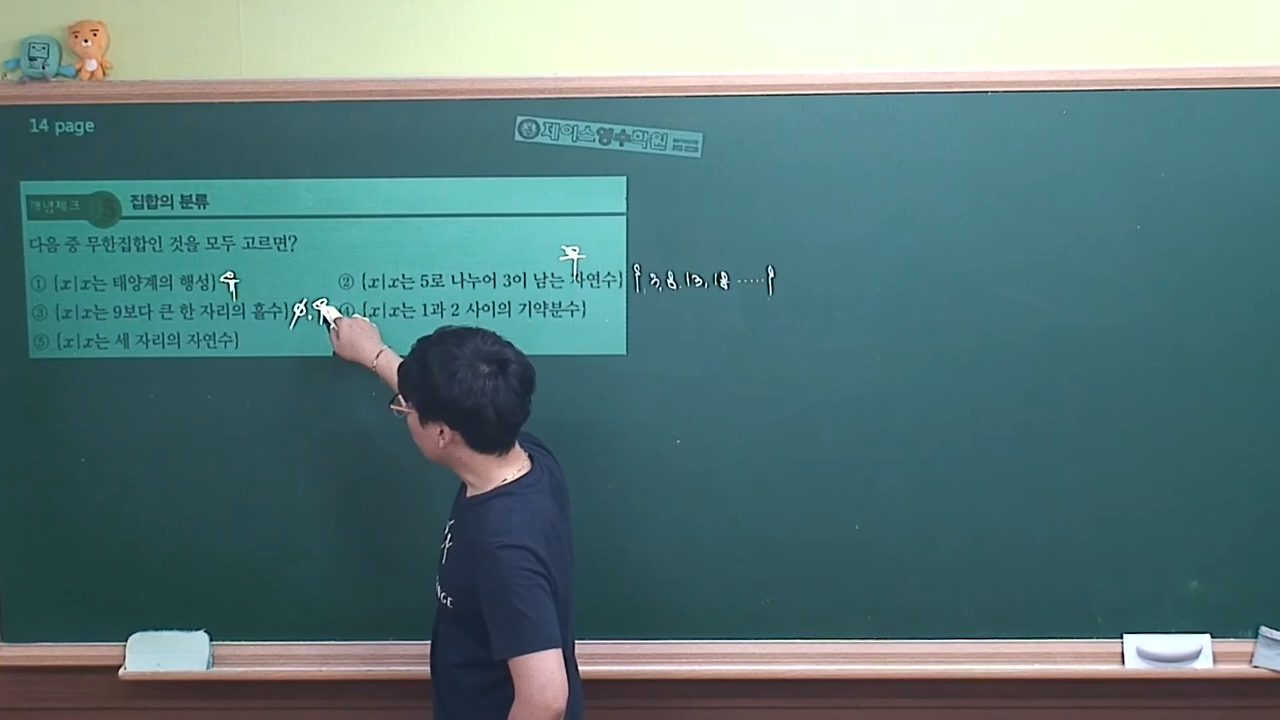 14 page
제이스영수학원
개념체크
집합의 분류
다음 중 무한집합인 것을 모두 고르면?
① {x|x는 태양계의 행성} 유
② {x|x는 5로 나누어 3이 남는 자연수} {3, 8, 13, 18 ·····}
무
③ {x|x는 9보다 큰 한 자리의 홀수} ∅. 유
④ {x|x는 1과 2 사이의 기약분수}
⑤ {x|x는 세 자리의 자연수}